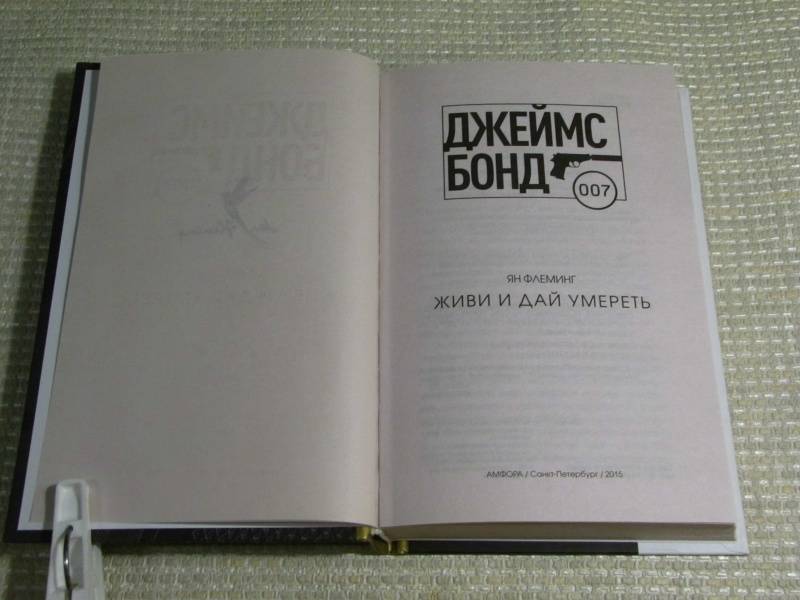 ДЖЕЙМС
БОНД
007
ЯН ФЛЕМИНГ
ЖИВИ И ДАЙ УМЕРЕТЬ
АМФОРА / Санкт-Петербург / 2015